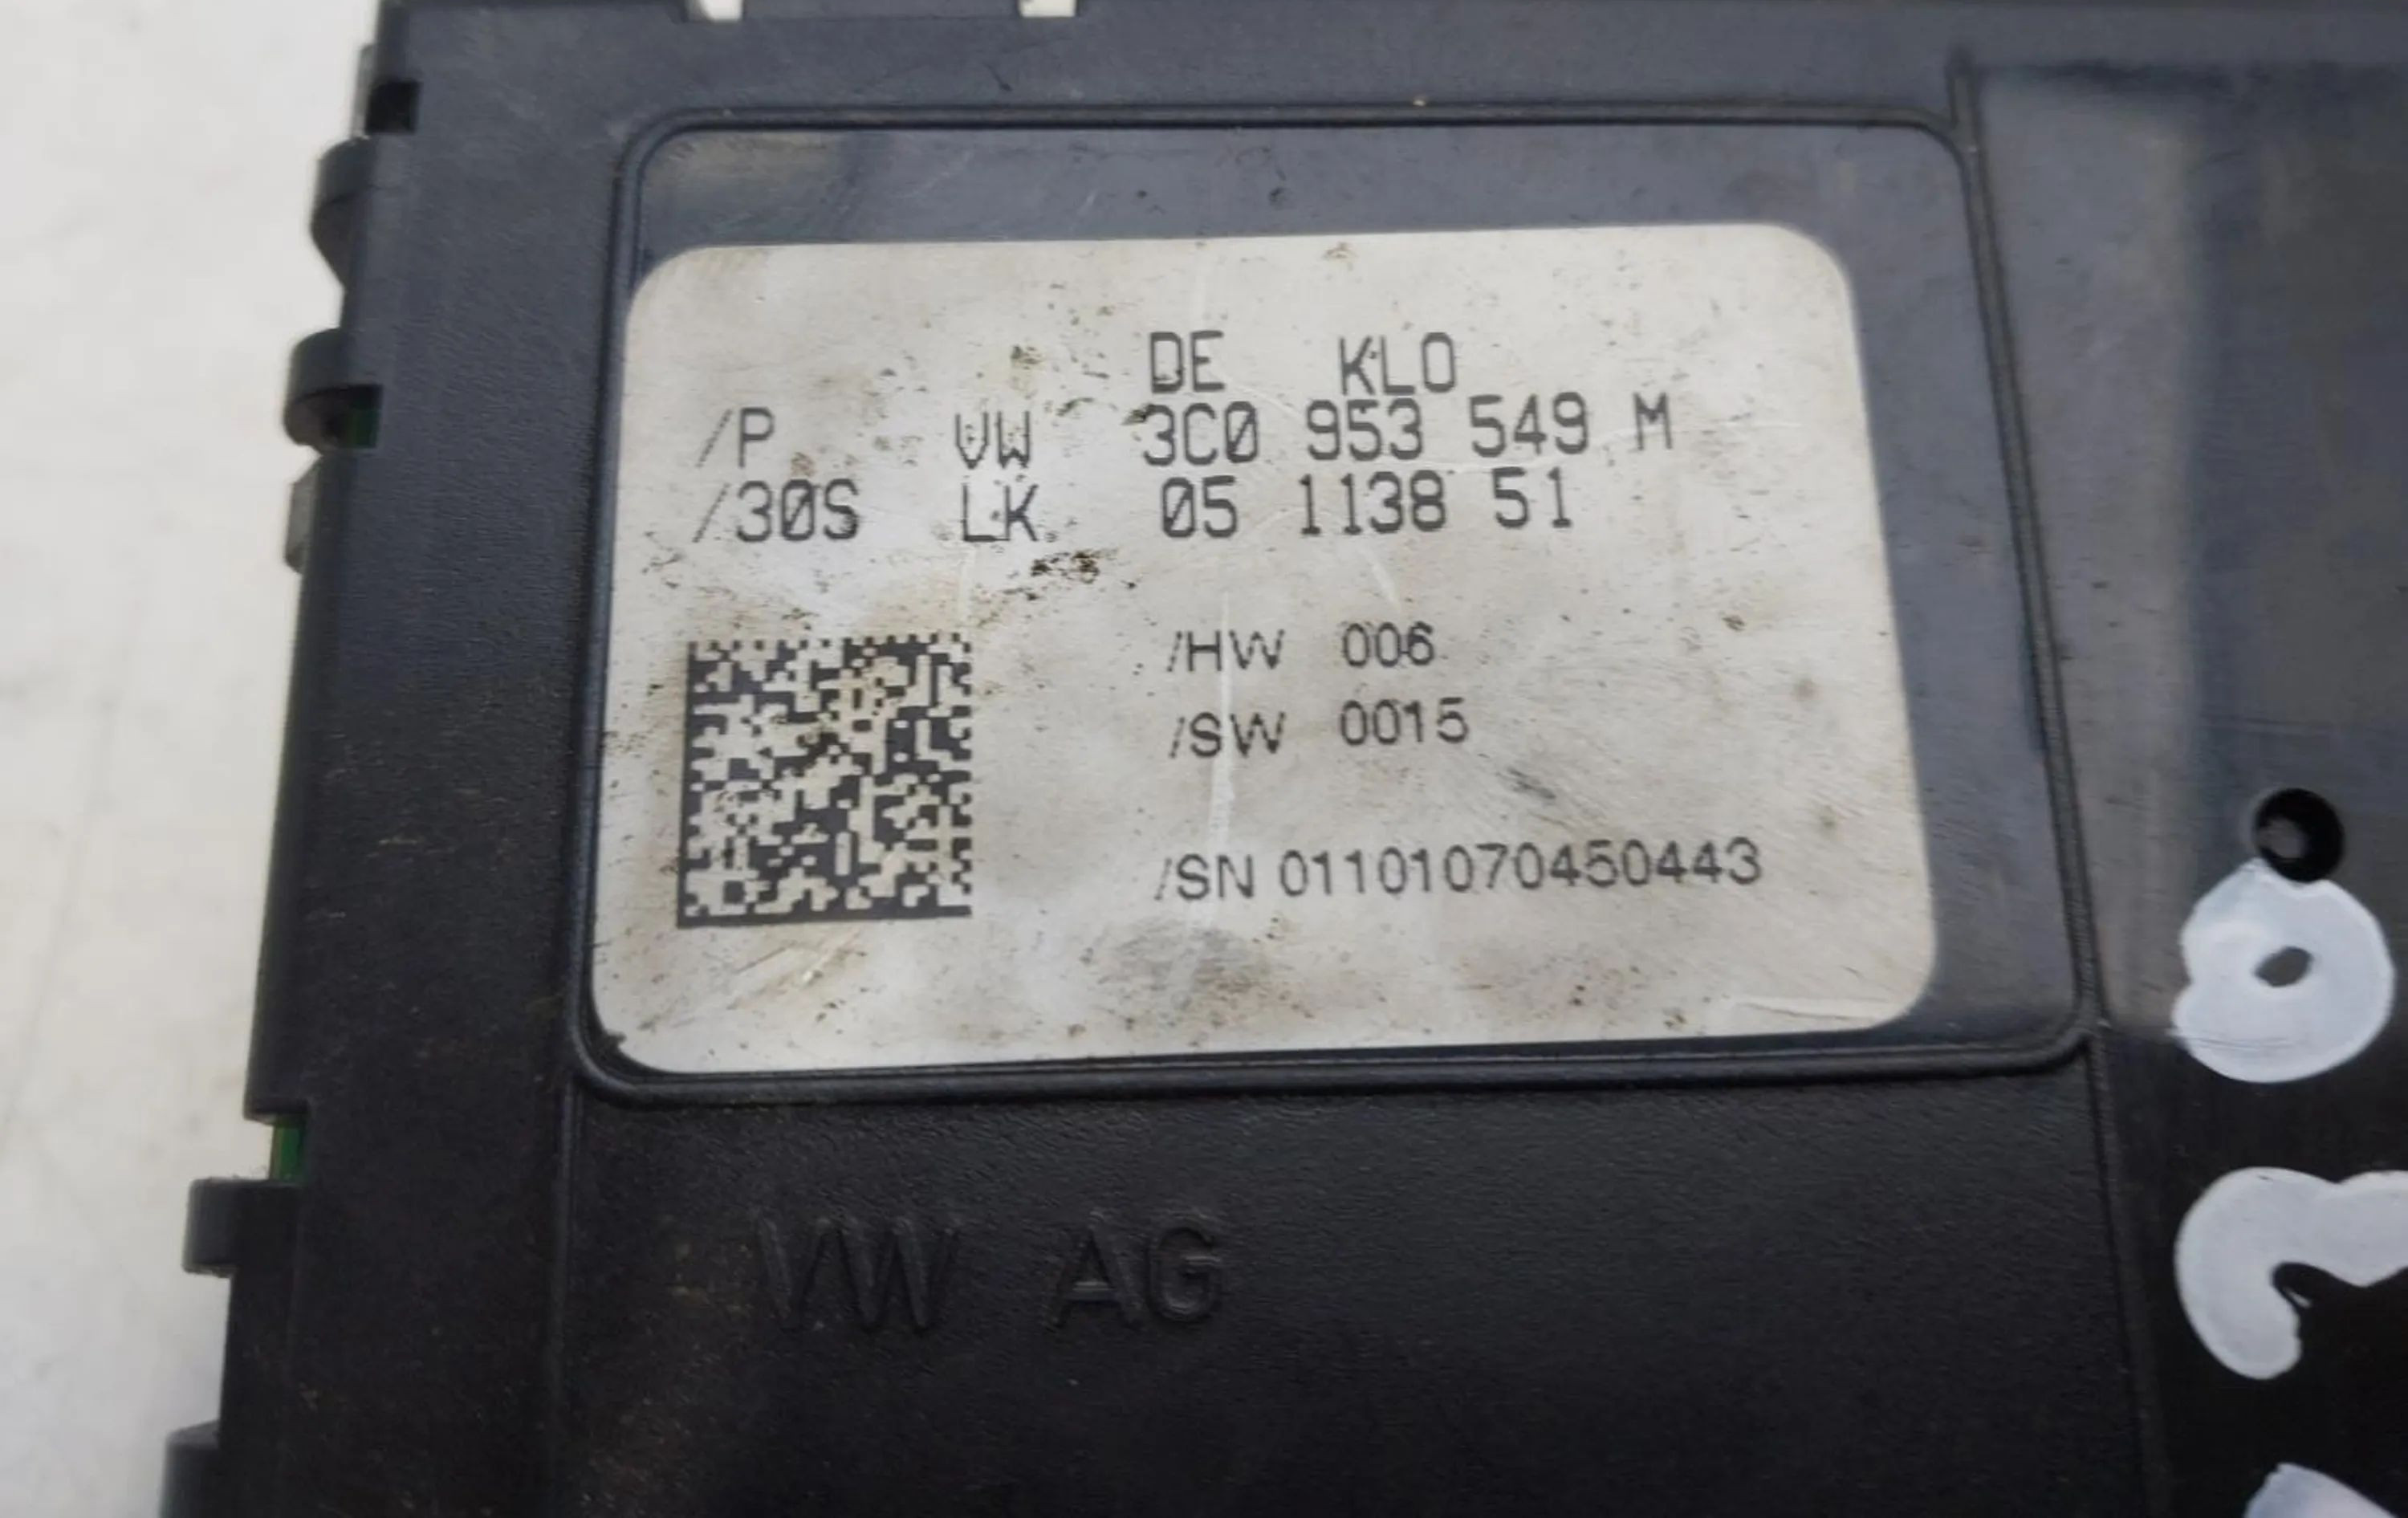 DE KLO
/P VW 3C0 953 549 M
/30S LK 05 1138 51
/HW 006
/SW 0015
/SN 01101070450443
VW AG